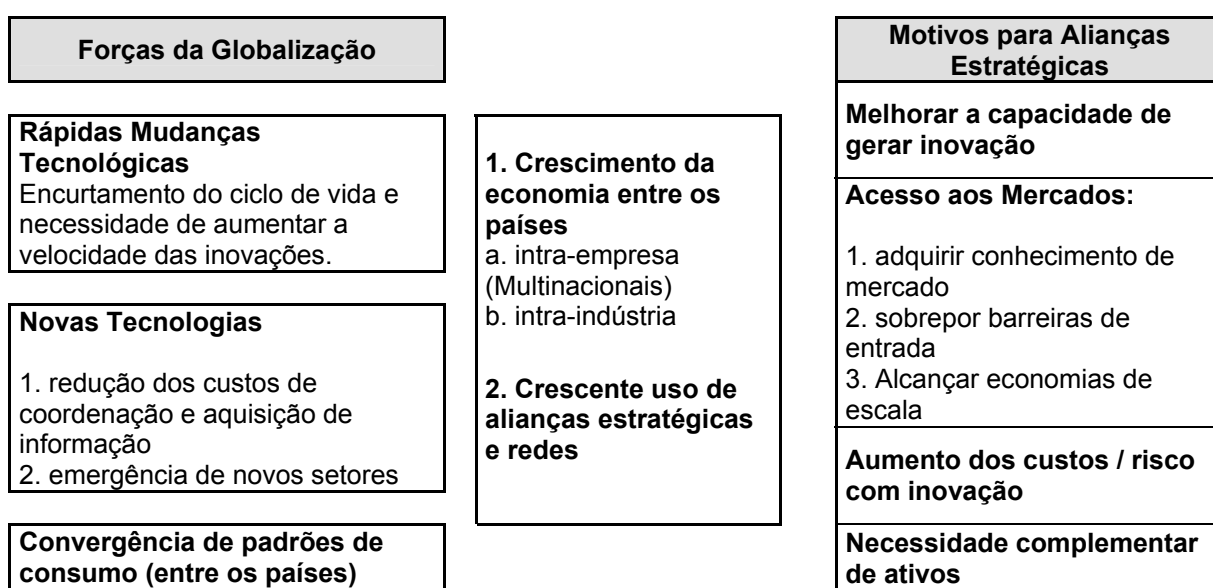 Forças da Globalização
Rápidas Mudanças
Tecnológicas
Encurtamento do ciclo de vida e
necessidade de aumentar a
velocidade das inovações.
Novas Tecnologias
1. redução dos custos de
coordenação e aquisição de
informação
2. emergência de novos setores
Convergência de padrões de
consumo (entre os países)
1. Crescimento da
economia entre os
países
a. intra-empresa
(Multinacionais)
b. intra-indústria
2. Crescente uso de
alianças estratégicas
e redes
Motivos para Alianças
Estratégicas
Melhorar a capacidade de
gerar inovação
Acesso aos Mercados:
1. adquirir conhecimento de
mercado
2. sobrepor barreiras de
entrada
3. Alcançar economias de
escala
Aumento dos custos / risco
com inovação
Necessidade complementar
de ativos